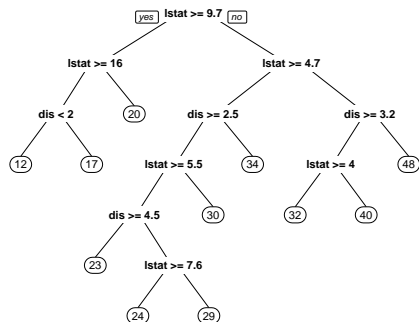 yes lstat >= 9.7 no
lstat >= 16 lstat >= 4.7
dis < 2 20 dis >= 2.5 dis >= 3.2
12 17 lstat >= 5.5 34 lstat >= 4 48
dis >= 4.5 30 32 40
23 lstat >= 7.6
24 29